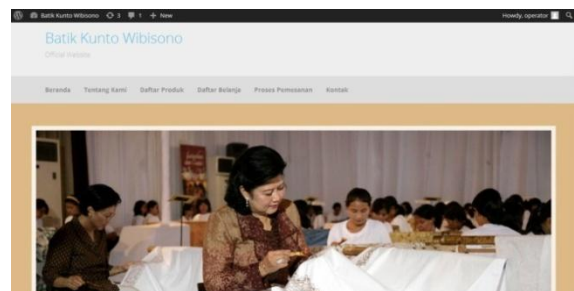 Batik Kunto Wibisono 3 1 + New Howdy, operator
Batik Kunto Wibisono
Official Website
Beranda Tentang Kami Daftar Produk Daftar Belanja Proses Pemesanan Kontak